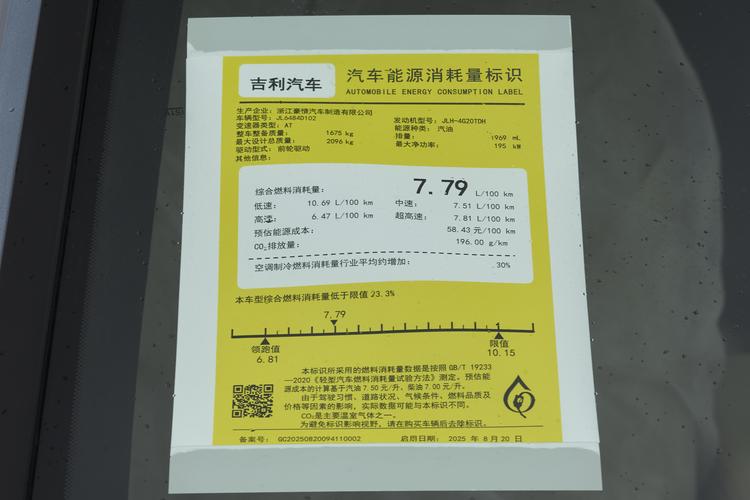 吉利汽车
汽车能源消耗量标识
AUTOMOBILE ENERGY CONSUMPTION LABEL
生产企业：浙江豪情汽车制造有限公司
车辆型号：JL6484D102
发动机型号：JLH-4G20TDH
变速器类型：AT
能源种类：汽油
整车整备质量：1675 kg
排量：1969 mL
最大设计总质量：2096 kg
最大净功率：195 kW
驱动型式：前轮驱动
其他信息：
综合燃料消耗量：7.79 L/100 km
低速：10.69 L/100 km 中速：7.51 L/100 km
高速：6.47 L/100 km 超高速：7.81 L/100 km
预估能源成本：58.43 元/100 km
CO₂排放量：196.00 g/km
空调制冷燃料消耗量行业平均约增加：30%
本车型综合燃料消耗量低于限值23.3%
7.79
领跑值 限值
6.81 10.15
本标识所采用的燃料消耗量数据是按照 GB/T 19233
—2020《轻型汽车燃料消耗量试验方法》测定。预估能
源成本的计算基于汽油 7.50 元/升，柴油 7.00 元/升。
由于驾驶习惯、道路状况、气候条件、燃料品质及
价格等因素的影响，实际数据可能与本标识不同。
CO₂是主要温室气体之一。
为避免标识影响视野，请在购买车辆后去除标识。
备案号：GC20250820094110002 启用日期：2025 年 8 月 20 日